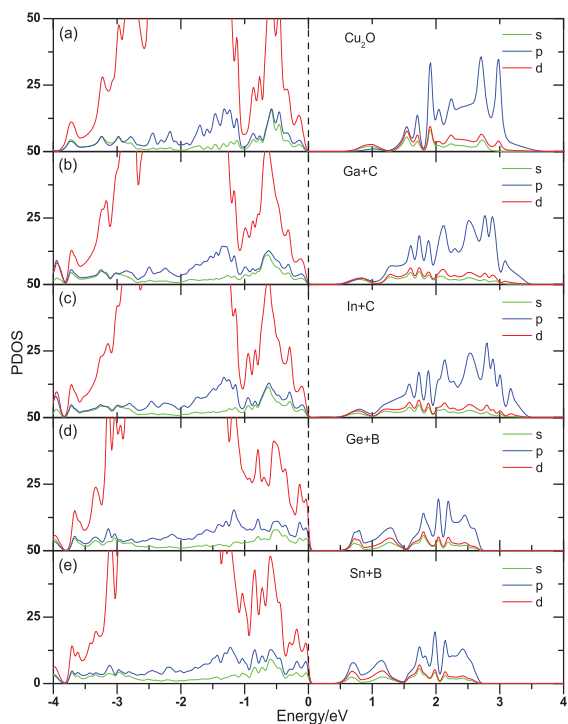 50
(a)
Cu2O
s
p
d
25
50
(b)
Ga+C
s
p
d
25
50
(c)
In+C
s
p
d
25
50
(d)
Ge+B
s
p
d
25
50
(e)
Sn+B
s
p
d
25
0
PDOS
-4 -3 -2 -1 0 1 2 3 4
Energy/eV